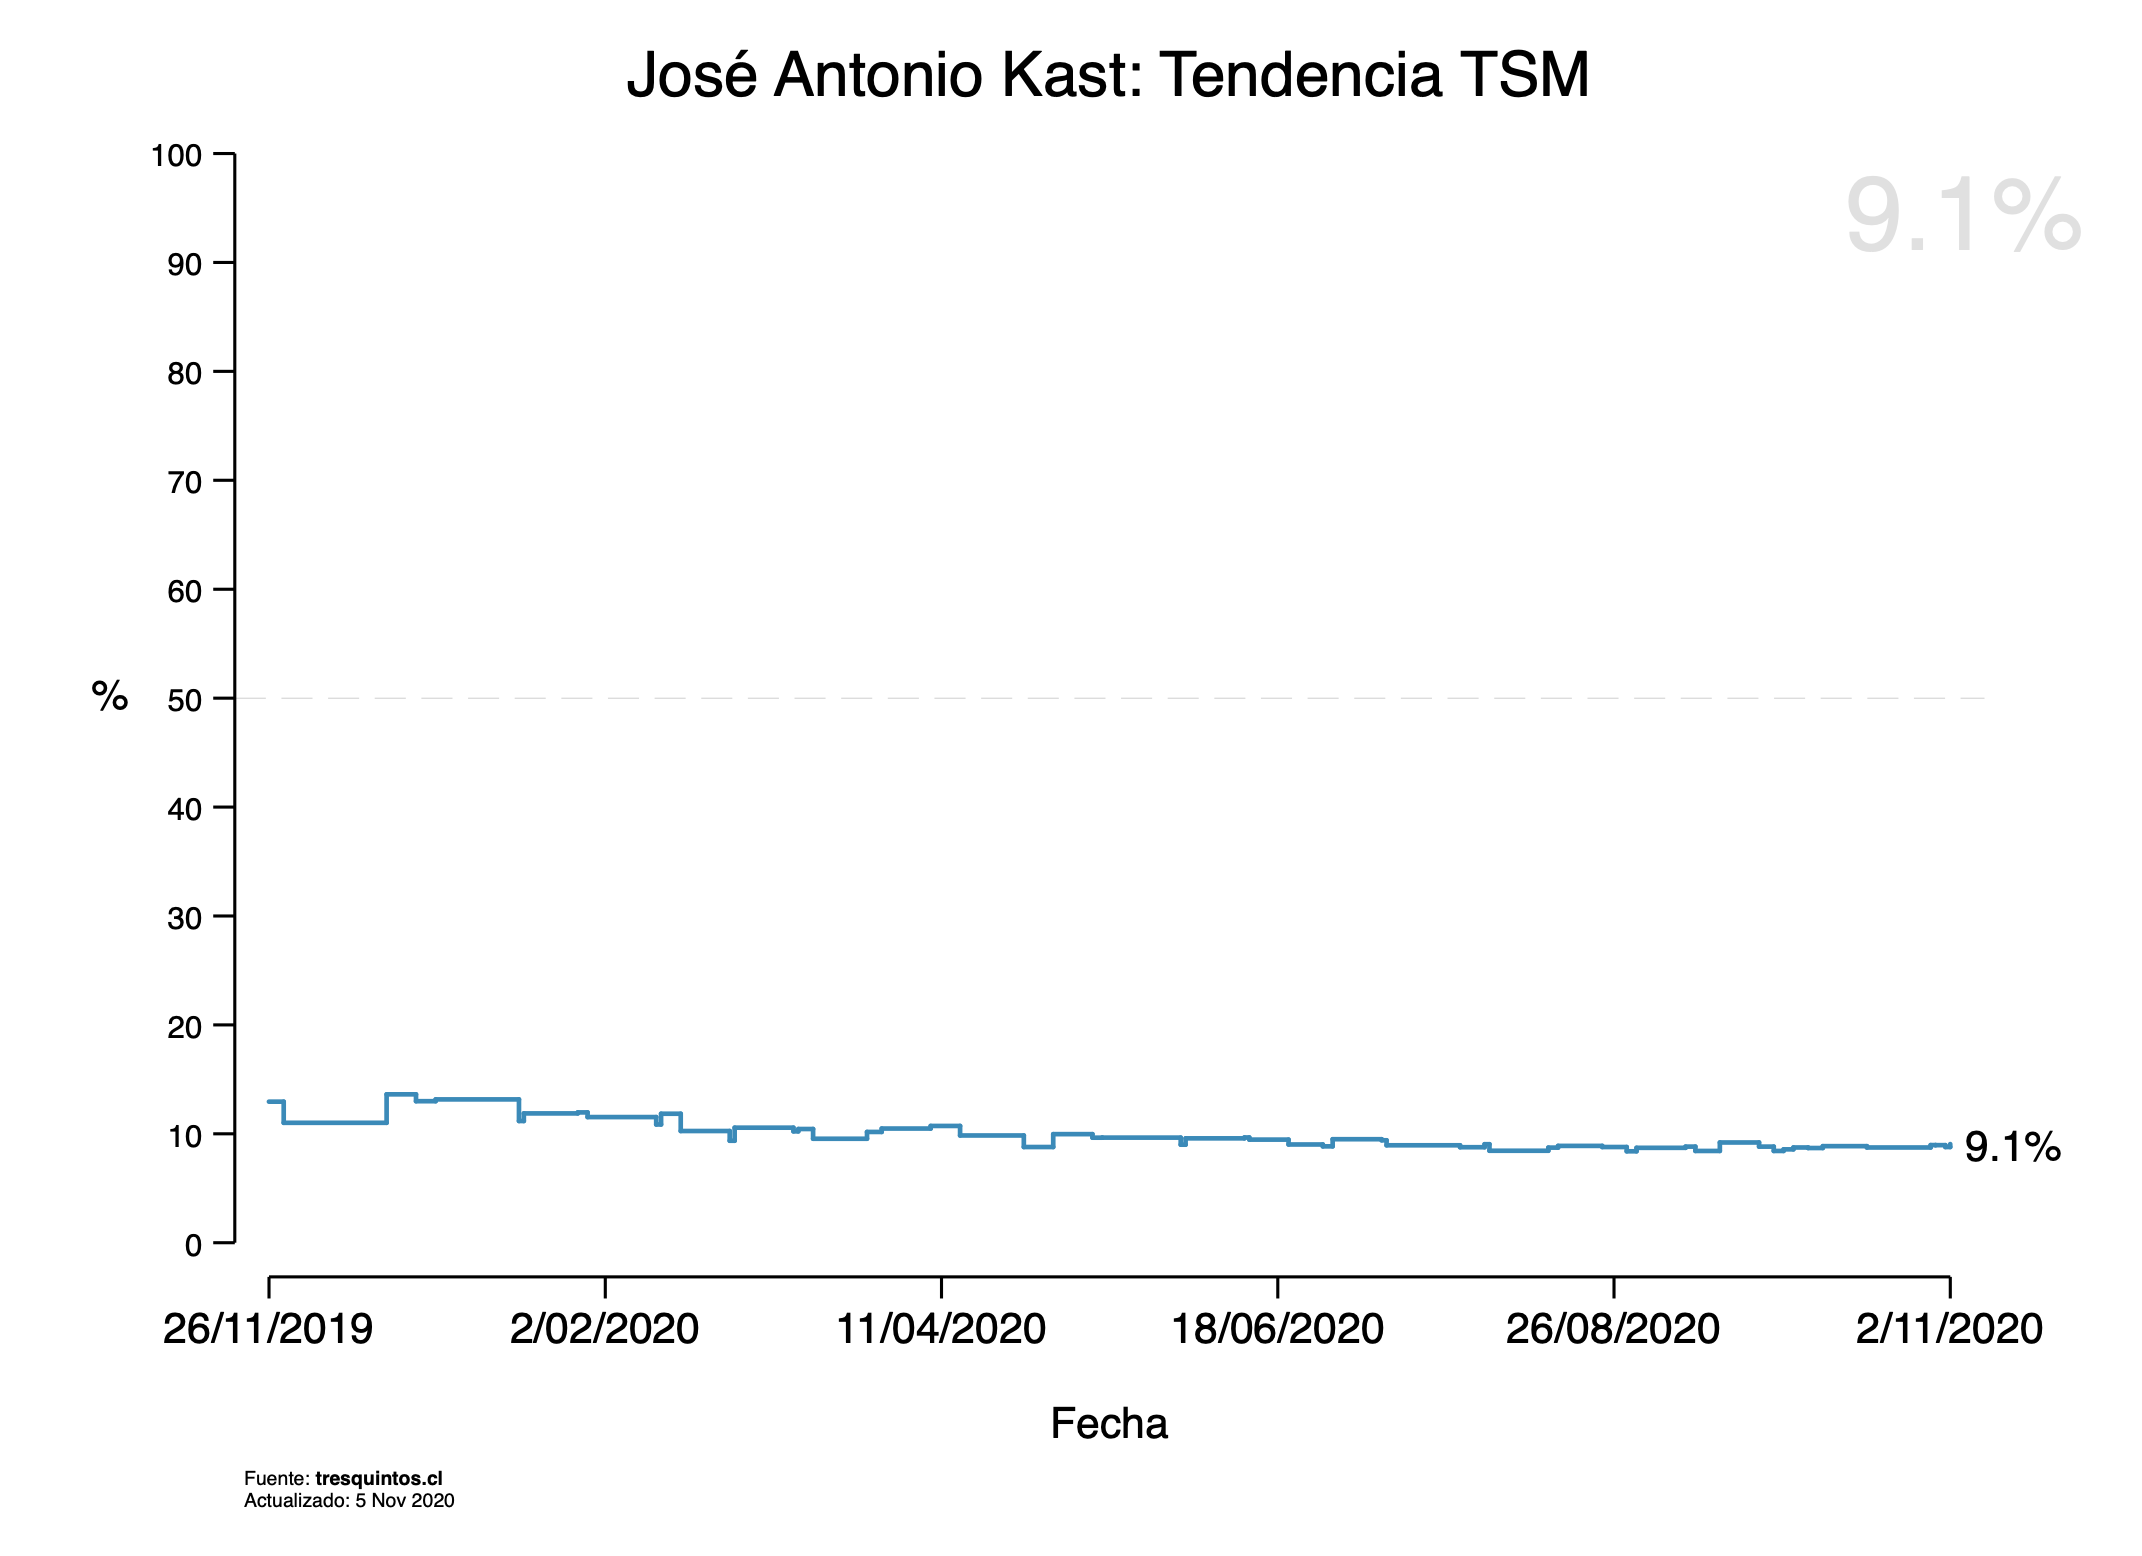 José Antonio Kast: Tendencia TSM
9.1%
100
90
80
70
60
%
50
40
30
20
10
0
9.1%
26/11/2019 2/02/2020 11/04/2020 18/06/2020 26/08/2020 2/11/2020
Fecha
Fuente: tresquintos.cl
Actualizado: 5 Nov 2020